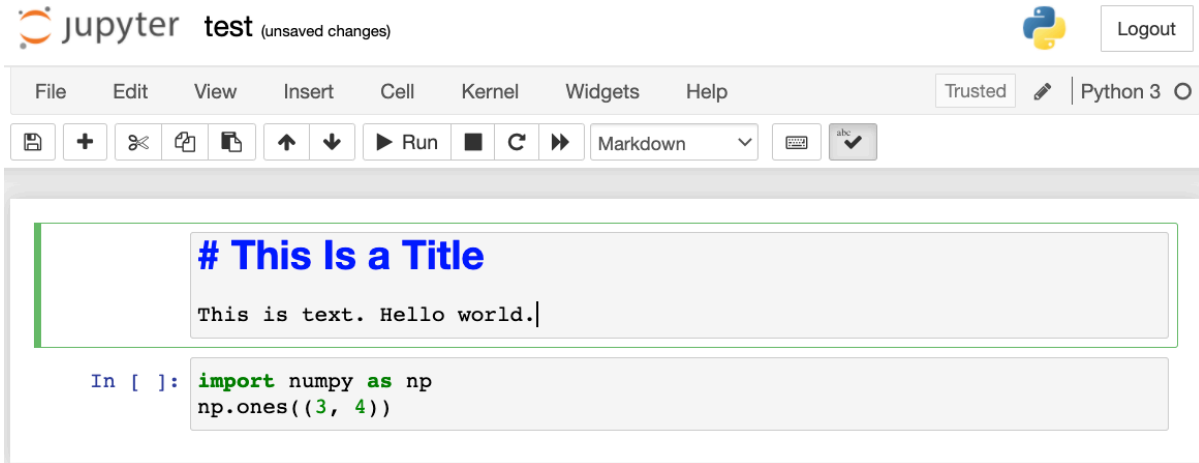 jupyter test (unsaved changes) Logout
File Edit View Insert Cell Kernel Widgets Help Trusted Python 3
Run Markdown abc
# This Is a Title
This is text. Hello world.
In [ ]: import numpy as np
np.ones((3, 4))